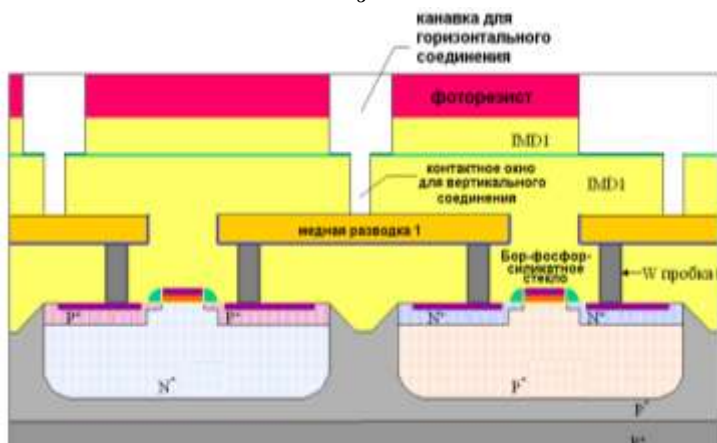 канавка для
горизонтального
соединения
фоторезист
IMD1
контактное окно
для вертикального
соединения
IMD1
медная разводка 1
Бор-фосфор-
силикатное
стекло
W пробка
P⁺
P⁺
N⁺
N⁺
N⁻
P⁻
P⁻